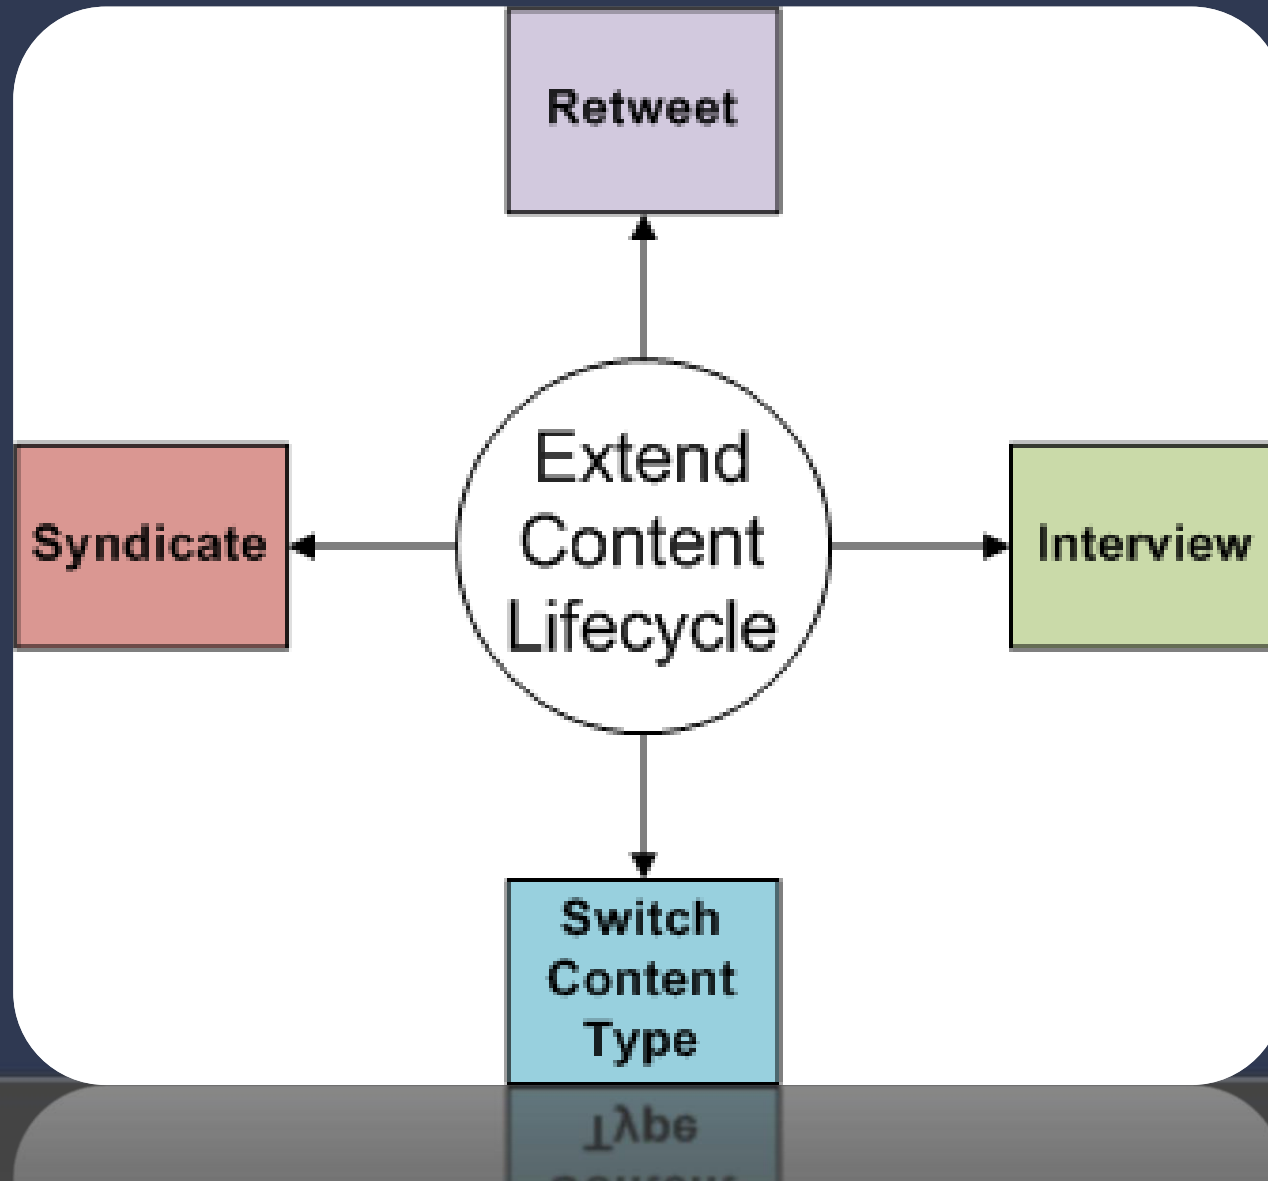 Retweet
Syndicate
Extend
Content
Lifecycle
Interview
Switch
Content
Type